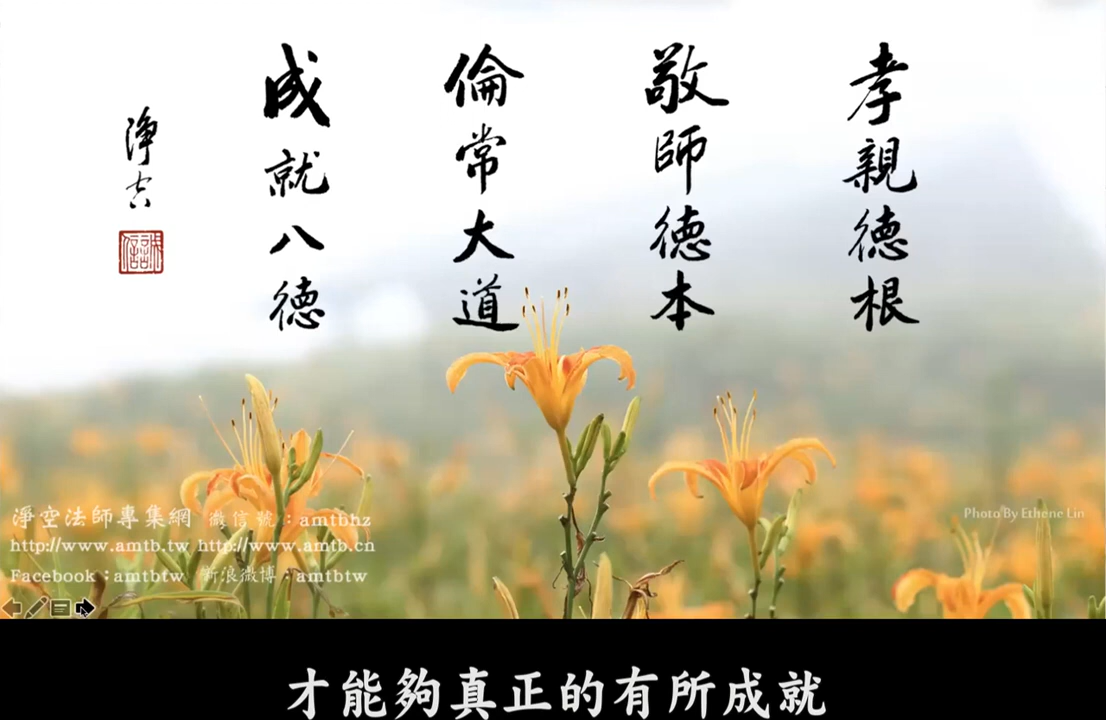 孝親德根
敬師德本
倫常大道
成就八德
淨空
淨空法師專集網 微信號：amtbhz
http://www.amtb.tw http://www.amtb.cn
Facebook：amtbtw 新浪微博：amtbtw
Photo By Ethene Lin
才能夠真正的有所成就